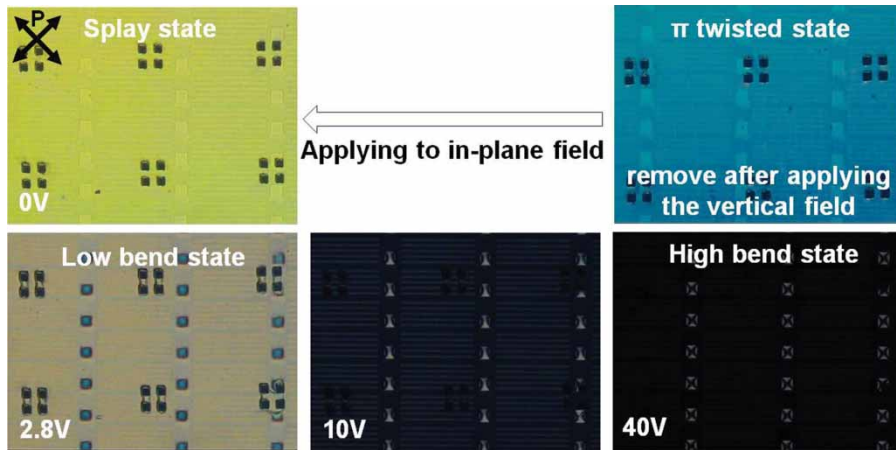 P
Splay state
π twisted state
Applying to in-plane field
remove after applying
the vertical field
0V
Low bend state
High bend state
2.8V
10V
40V